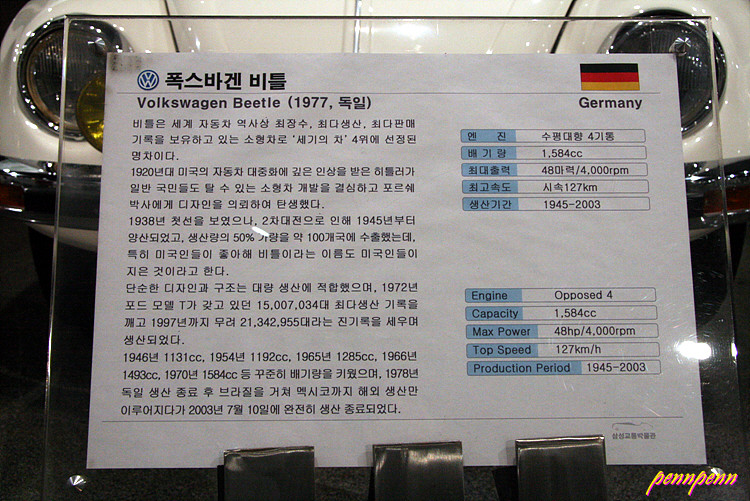 폭스바겐 비틀
Volkswagen Beetle (1977, 독일)
Germany
비틀은 세계 자동차 역사상 최장수, 최다생산, 최다판매
기록을 보유하고 있는 소형차로 '세기의 차' 4위에 선정된
명차이다.
1920년대 미국의 자동차 대중화에 깊은 인상을 받은 히틀러가
일반 국민들도 탈 수 있는 소형차 개발을 결심하고 포르쉐
박사에게 디자인을 의뢰하여 탄생했다.
1938년 첫선을 보였으나, 2차대전으로 인해 1945년부터
양산되었고, 생산량의 50% 가량을 약 100개국에 수출했는데,
특히 미국인들이 좋아해 비틀이라는 이름도 미국인들이
지은 것이라고 한다.
단순한 디자인과 구조는 대량 생산에 적합했으며, 1972년
포드 모델 T가 갖고 있던 15,007,034대 최다생산 기록을
깨고 1997년까지 무려 21,342,955대라는 진기록을 세우며
생산되었다.
1946년 1131cc, 1954년 1192cc, 1965년 1285cc, 1966년
1493cc, 1970년 1584cc 등 꾸준히 배기량을 키웠으며, 1978년
독일 생산 종료 후 브라질을 거쳐 멕시코까지 해외 생산만
이루어지다가 2003년 7월 10일에 완전히 생산 종료되었다.
엔 진 수평대향 4기통
배 기 량 1,584cc
최대출력 48마력/4,000rpm
최고속도 시속127km
생산기간 1945-2003
Engine Opposed 4
Capacity 1,584cc
Max Power 48hp/4,000rpm
Top Speed 127km/h
Production Period 1945-2003
삼성교통박물관
pennpenn